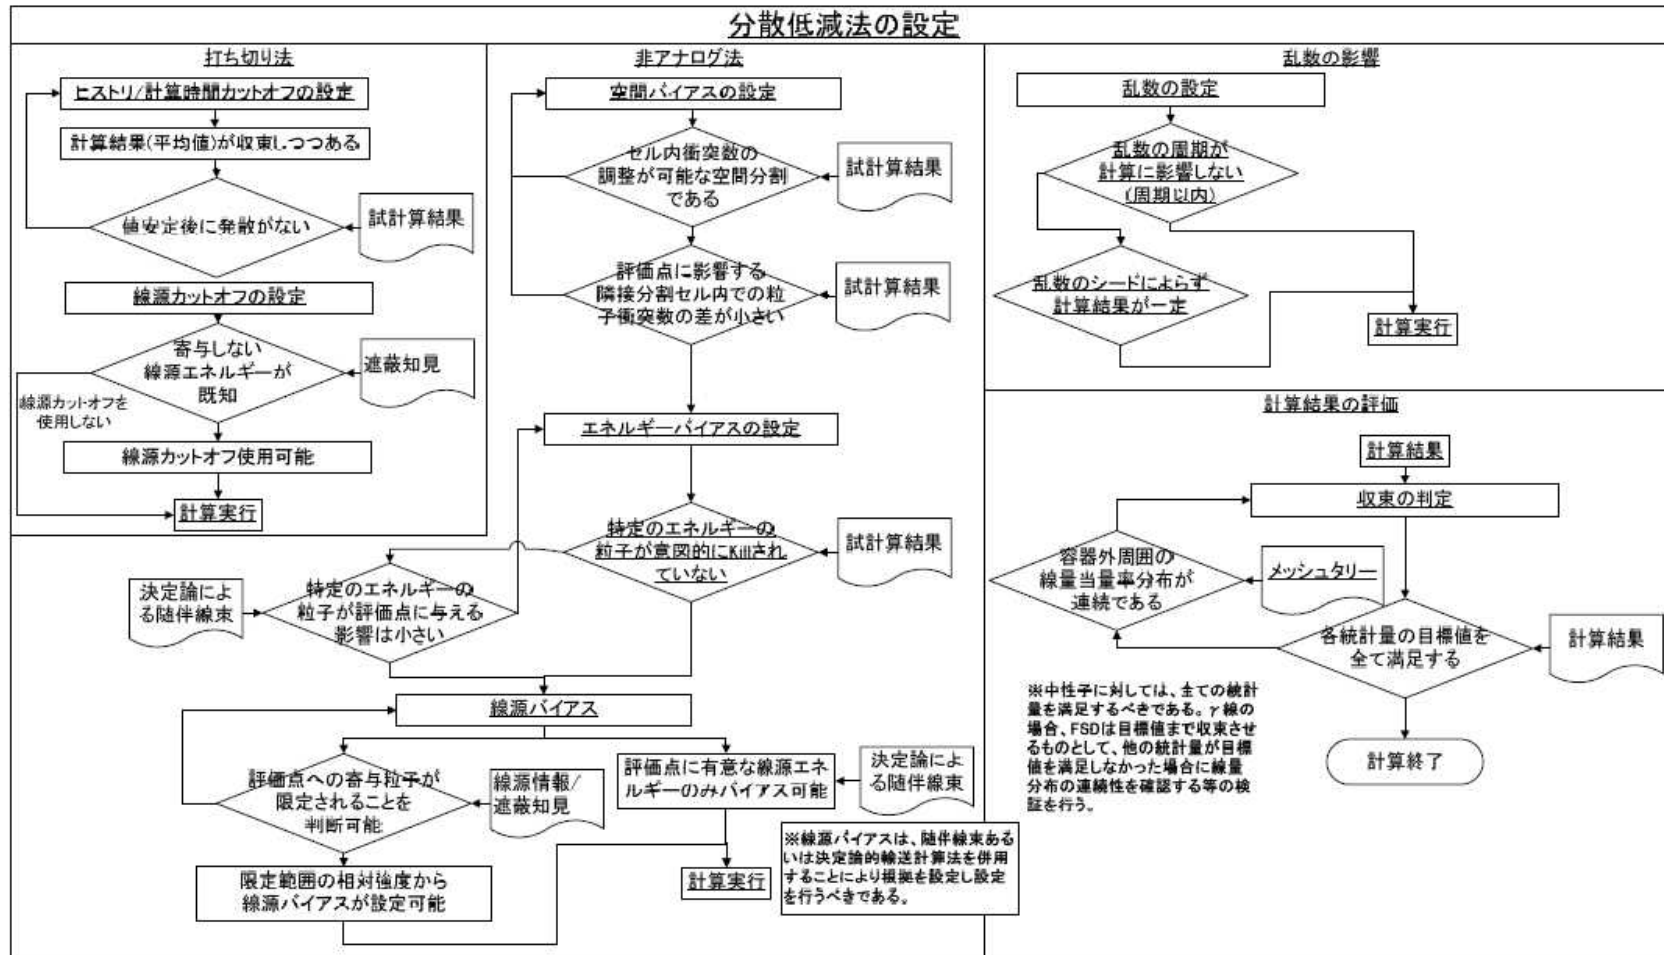 分散低減法の設定
打ち切り法
ヒストリ/計算時間カットオフの設定
計算結果(平均値)が収束しつつある
値安定後に発散がない
試計算結果
線源カットオフの設定
寄与しない
線源エネルギーが
既知
遮蔽知見
線源カットオフを
使用しない
線源カットオフ使用可能
計算実行
非アナログ法
空間バイアスの設定
セル内衝突数の
調整が可能な空間分割
である
試計算結果
評価点に影響する
隣接分割セル内での粒
子衝突数の差が小さい
試計算結果
エネルギーバイアスの設定
特定のエネルギーの
粒子が意図的にKillされ
ていない
試計算結果
決定論によ
る随伴線束
特定のエネルギーの
粒子が評価点に与える
影響は小さい
線源バイアス
評価点への寄与粒子が
限定されることを
判断可能
線源情報/
遮蔽知見
評価点に有意な線源エネ
ルギーのみバイアス可能
決定論によ
る随伴線束
限定範囲の相対強度から
線源バイアスが設定可能
計算実行
※線源バイアスは、随伴線束ある
いは決定論的輸送計算法を併用
することにより根拠を設定し設定
を行うべきである。
乱数の影響
乱数の設定
乱数の周期が
計算に影響しない
(周期以内)
乱数のシードによらず
計算結果が一定
計算実行
計算結果の評価
計算結果
収束の判定
容器外周囲の
線量当量率分布が
連続である
メッシュタリー
各統計量の目標値を
全て満足する
計算結果
※中性子に対しては、全ての統計
量を満足するべきである。γ線の
場合、FSDは目標値まで収束させ
るものとして、他の統計量が目標
値を満足しなかった場合に線量
分布の連続性を確認する等の検
証を行う。
計算終了